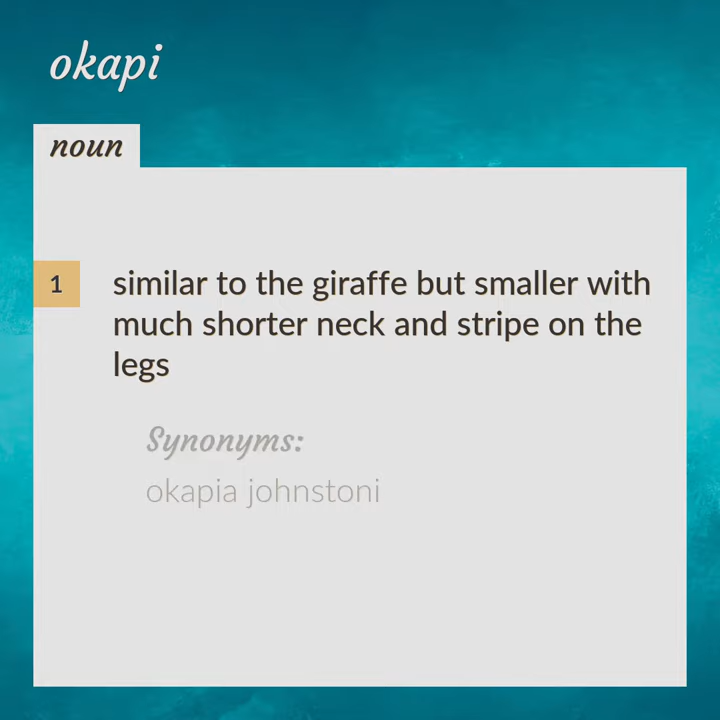 okapi
noun
1
similar to the giraffe but smaller with
much shorter neck and stripe on the
legs
Synonyms:
okapia johnstoni